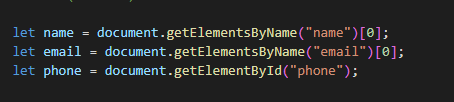 let name = document.getElementsByName("name")[0];
let email = document.getElementsByName("email")[0];
let phone = document.getElementById("phone");